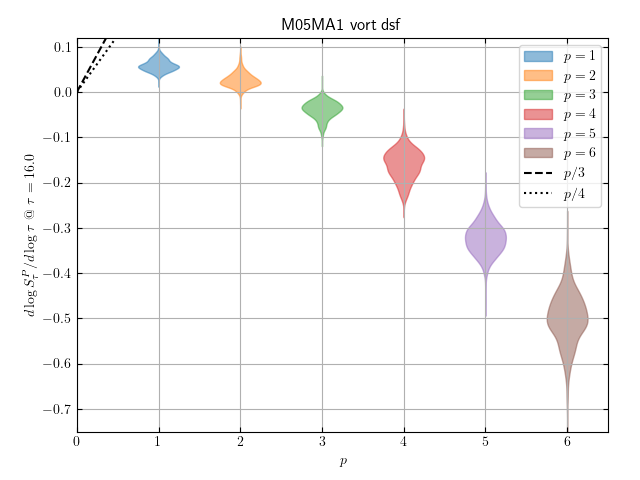 M05MA1 vort dsf
d log S_τ^P / d log τ @ τ = 16.0
0.1
0.0
−0.1
−0.2
−0.3
−0.4
−0.5
−0.6
−0.7
0 1 2 3 4 5 6
p
p = 1
p = 2
p = 3
p = 4
p = 5
p = 6
p/3
p/4